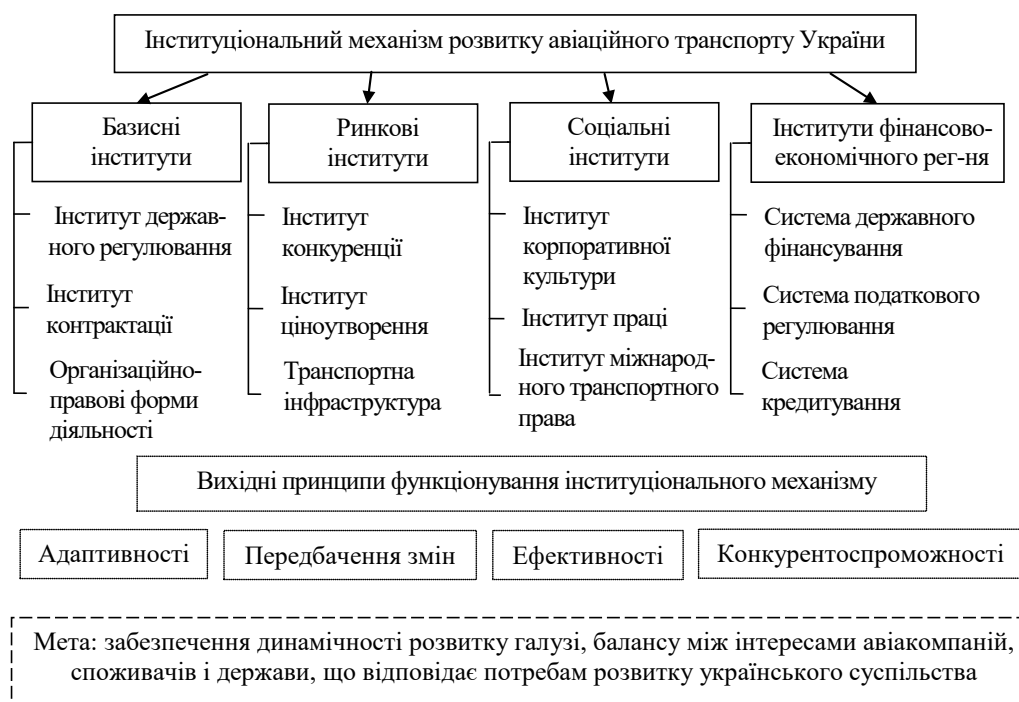 Інституціональний механізм розвитку авіаційного транспорту України
Базисні
інститути
Ринкові
інститути
Соціальні
інститути
Інститути фінансово-
економічного рег-ня
Інститут держав-
ного регулювання
Інститут
контрактації
Організаційно-
правові форми
діяльності
Інститут
конкуренції
Інститут
ціноутворення
Транспортна
інфраструктура
Інститут
корпоративної
культури
Інститут праці
Інститут міжнарод-
ного транспортного
права
Система державного
фінансування
Система податкового
регулювання
Система
кредитування
Вихідні принципи функціонування інституціонального механізму
Адаптивності
Передбачення змін
Ефективності
Конкурентоспроможності
Мета: забезпечення динамічності розвитку галузі, балансу між інтересами авіакомпаній,
споживачів і держави, що відповідає потребам розвитку українського суспільства